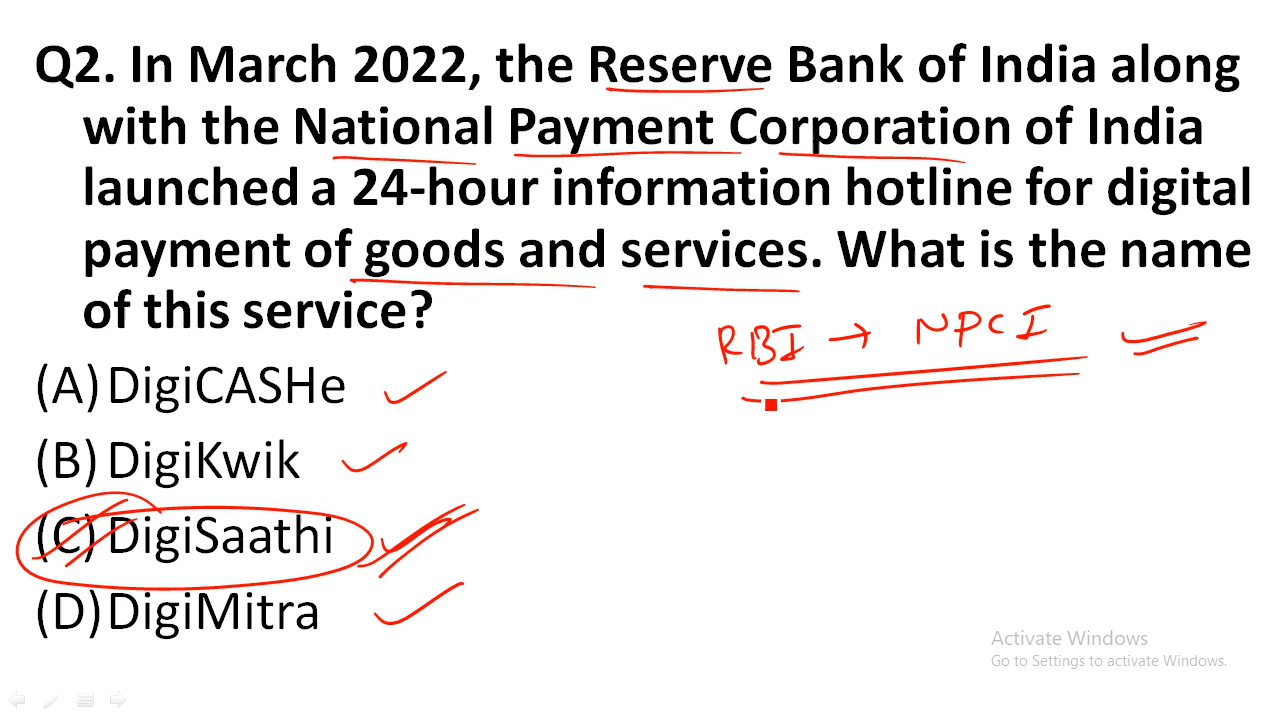 Q2. In March 2022, the Reserve Bank of India along
with the National Payment Corporation of India
launched a 24-hour information hotline for digital
payment of goods and services. What is the name
of this service?
RBI → NPCI
(A) DigiCASHe
(B) DigiKwik
(C) DigiSaathi
(D) DigiMitra
Activate Windows
Go to Settings to activate Windows.